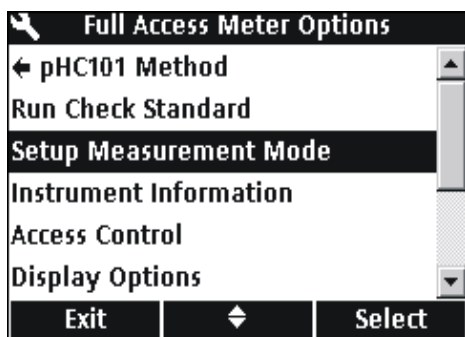 Full Access Meter Options
← pHC101 Method
Run Check Standard
Setup Measurement Mode
Instrument Information
Access Control
Display Options
Exit Select